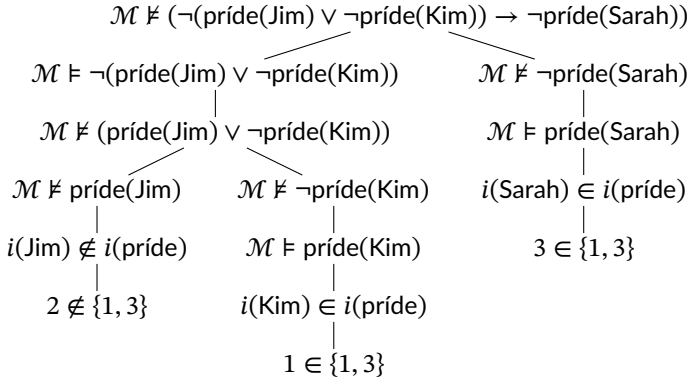 ℳ ⊭ (¬(príde(Jim) ∨ ¬príde(Kim)) → ¬príde(Sarah))
ℳ ⊨ ¬(príde(Jim) ∨ ¬príde(Kim)) ℳ ⊭ ¬príde(Sarah)
ℳ ⊭ (príde(Jim) ∨ ¬príde(Kim)) ℳ ⊨ príde(Sarah)
ℳ ⊭ príde(Jim) ℳ ⊭ ¬príde(Kim) i(Sarah) ∈ i(príde)
i(Jim) ∉ i(príde) ℳ ⊨ príde(Kim) 3 ∈ {1, 3}
2 ∉ {1, 3} i(Kim) ∈ i(príde)
1 ∈ {1, 3}